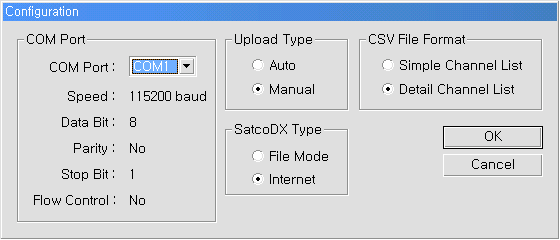 Configuration
COM Port
COM Port : COM1
Speed : 115200 baud
Data Bit : 8
Parity : No
Stop Bit : 1
Flow Control : No
Upload Type
Auto
Manual
SatcoDX Type
File Mode
Internet
CSV File Format
Simple Channel List
Detail Channel List
OK
Cancel